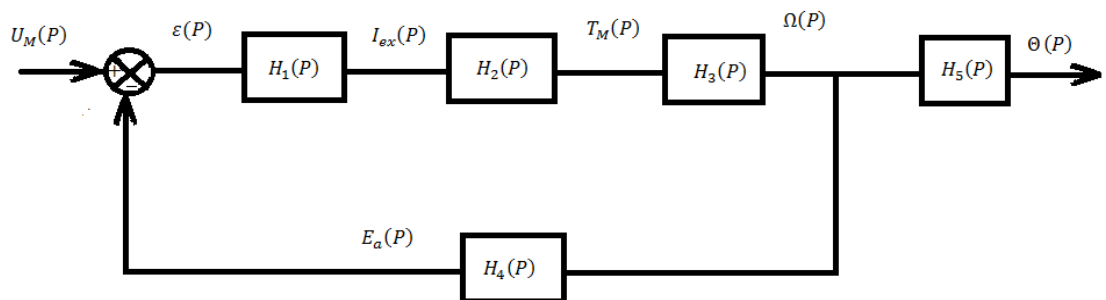 U_M(P) ε(P) I_ex(P) T_M(P) Ω(P) Θ(P)
+ H_1(P) H_2(P) H_3(P) H_5(P)
−
E_a(P)
H_4(P)